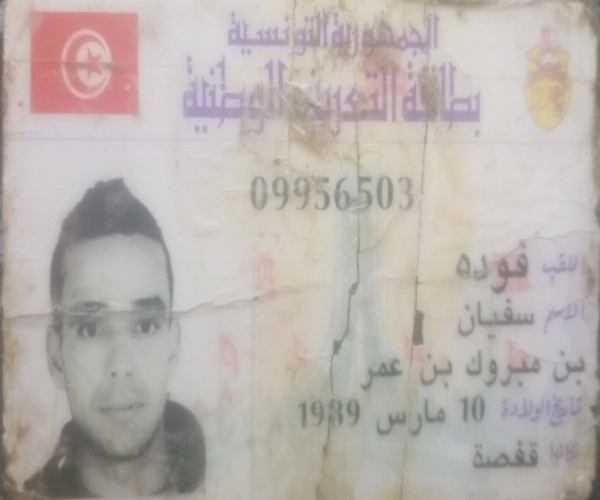 الجمهورية التونسية
بطاقة التعريف الوطنية
09956503
اللقب فوده
الاسم سفيان
بن مبروك بن عمر
تاريخ الولادة 10 مارس 1989
قفصة